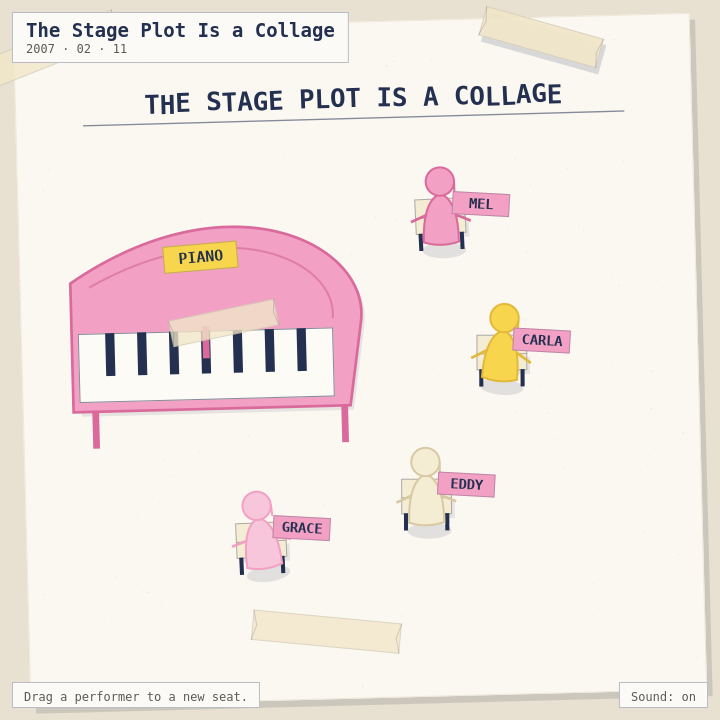 The Stage Plot Is a Collage
2007 · 02 · 11
THE STAGE PLOT IS A COLLAGE
MEL
PIANO
CARLA
EDDY
GRACE
Drag a performer to a new seat.
Sound: on